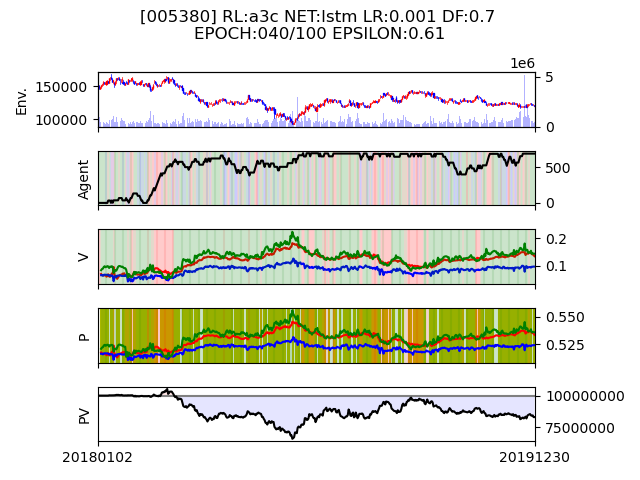 [005380] RL:a3c NET:lstm LR:0.001 DF:0.7
EPOCH:040/100 EPSILON:0.61
1e6
Env.
150000
100000
5
0
Agent
500
0
V
0.2
0.1
P
0.550
0.525
PV
100000000
75000000
20180102
20191230